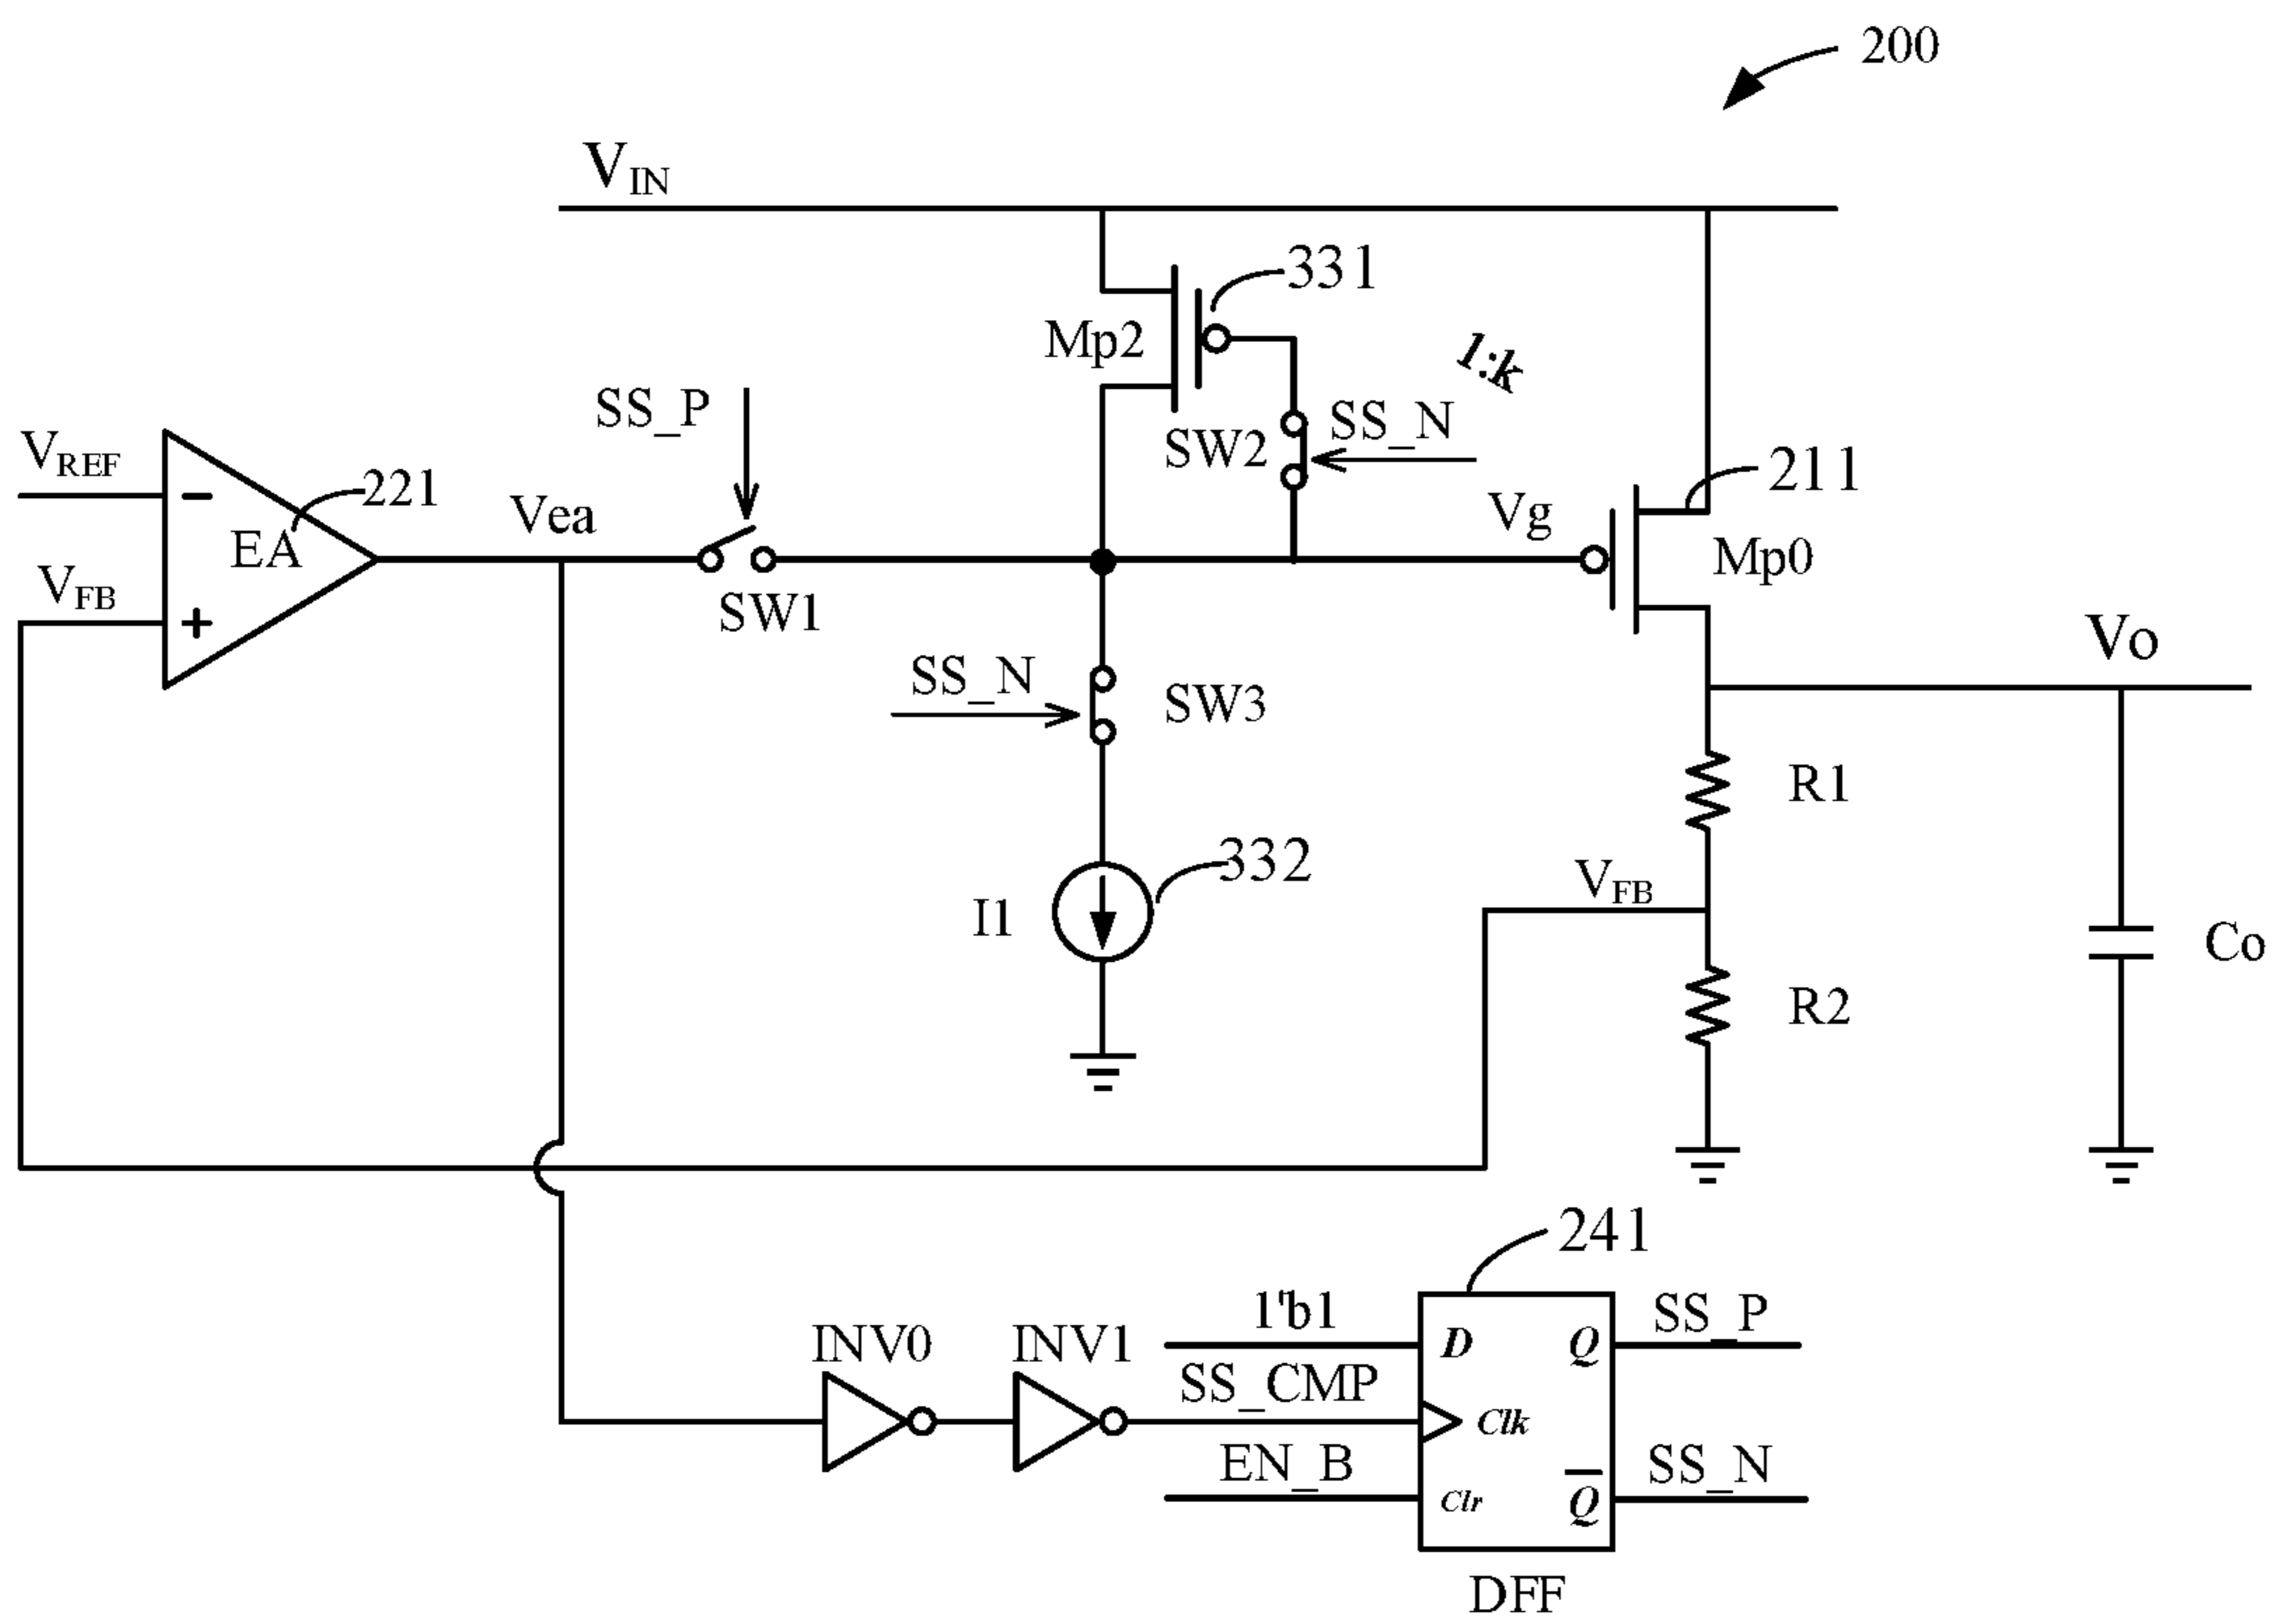 200
V_IN
331
Mp2
1:k
SS_P
SW2
SS_N
V_REF
221
Vea
Vg
211
EA
Mp0
V_FB
SW1
Vo
SS_N
SW3
R1
332
V_FB
I1
Co
R2
241
1'b1
SS_P
INV0
INV1
D
Q
SS_CMP
Clk
EN_B
SS_N
Clr
Q̅
DFF